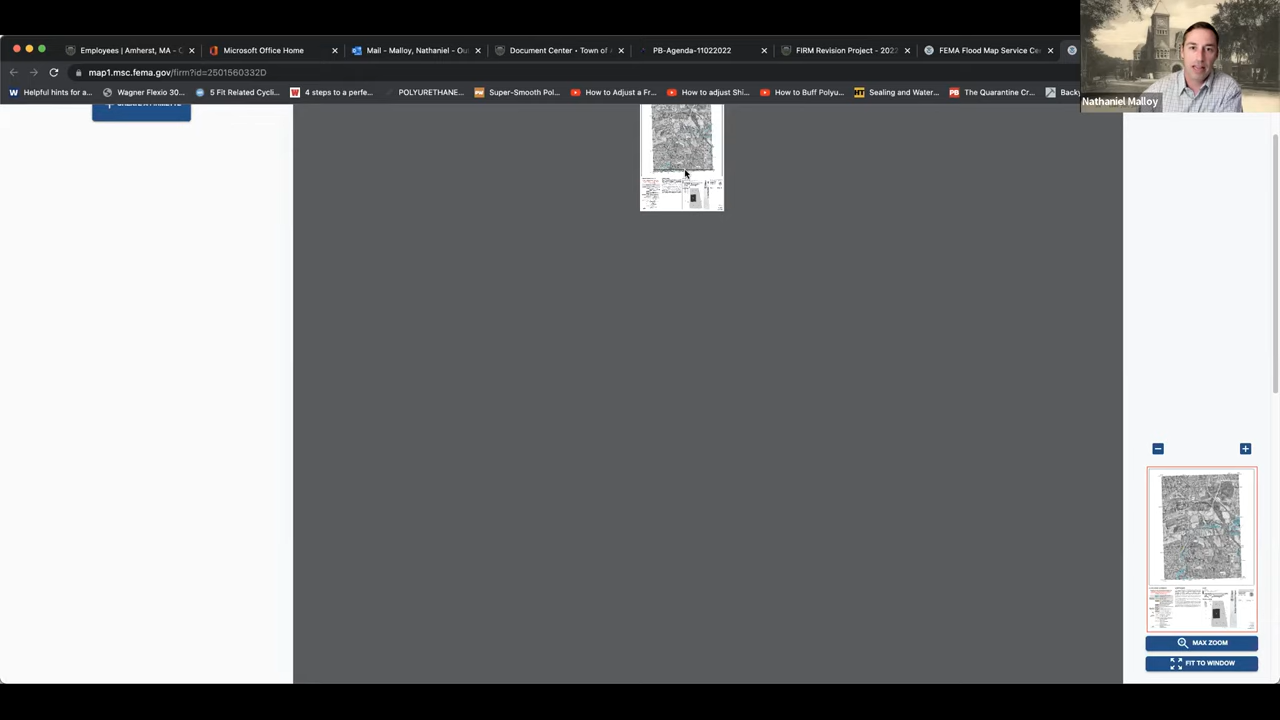 Employees | Amherst, MA -
Microsoft Office Home
Mail - Malloy, Nathaniel - Ou
Document Center • Town of
PB-Agenda-11022022
FIRM Revision Project - 202
FEMA Flood Map Service Ce
map1.msc.fema.gov/firm?id=2501560332D
Helpful hints for a...
Wagner Flexio 30...
5 Fit Related Cycli...
4 steps to a perfe...
POLYURETHANE...
Super-Smooth Pol...
How to Adjust a Fr...
How to adjust Shi...
How to Buff Polyu...
Sealing and Water...
The Quarantine Cr...
Nathaniel Malloy
MAX ZOOM
FIT TO WINDOW